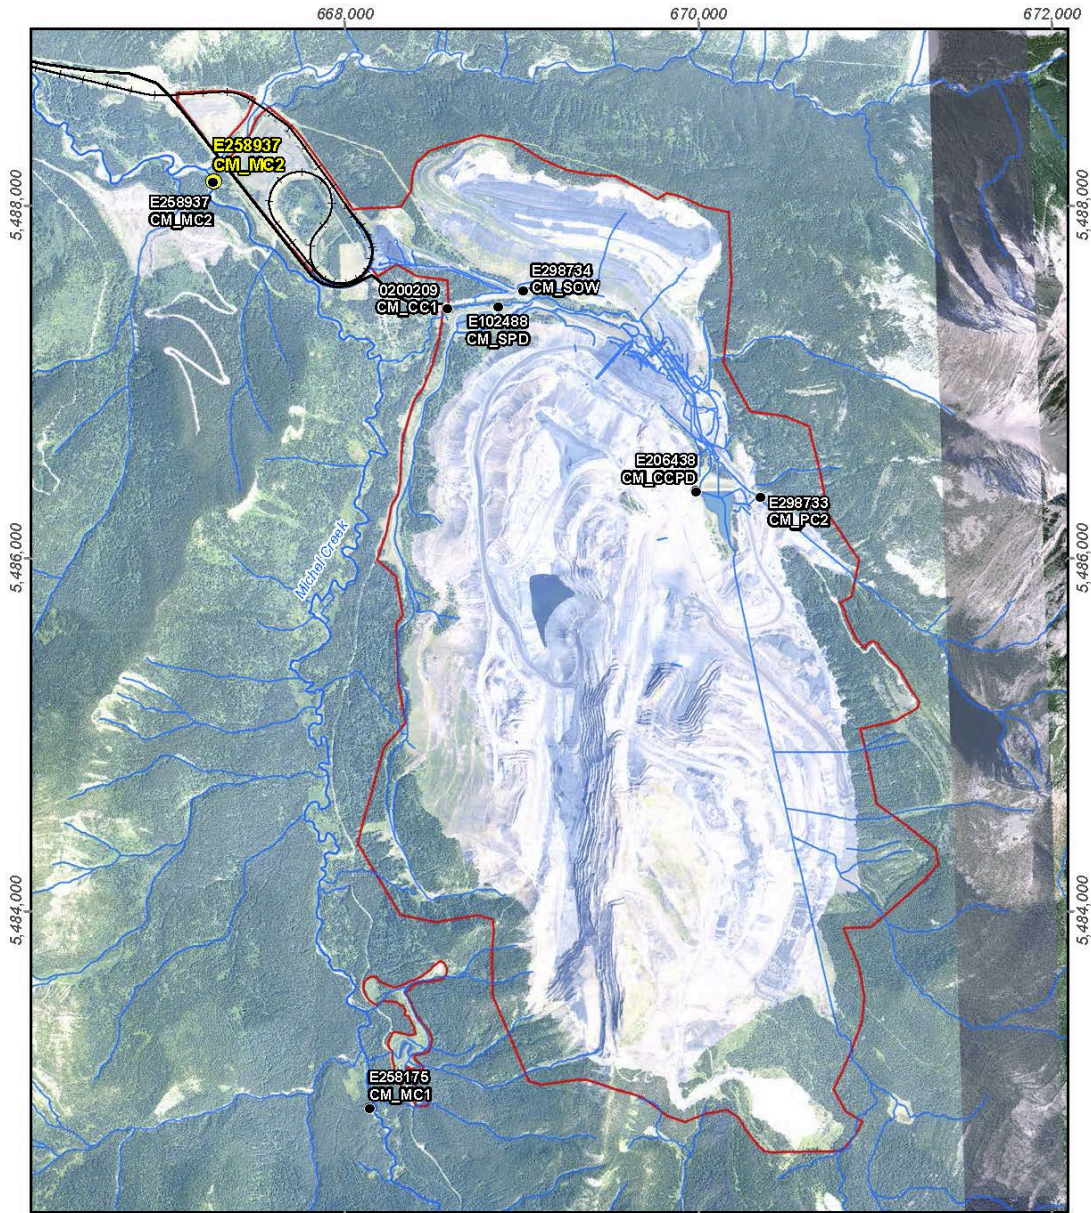 668,000
670,000
672,000
E258937
CM_MC2
5,488,000
5,488,000
E258937
CM_MC2
E298734
CM_SOW
0200209
CM_CC1
E102488
CM_SPD
E206438
CM_CCPD
E298733
CM_PC2
5,486,000
5,486,000
Michel Creek
5,484,000
5,484,000
E258175
CM_MC1